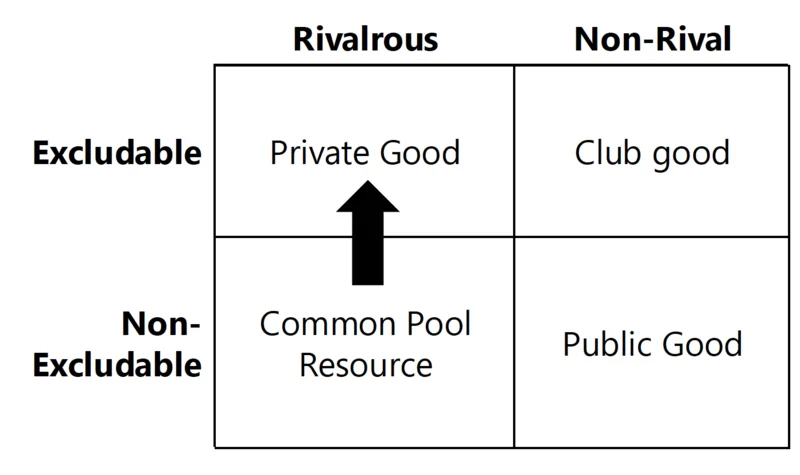 Rivalrous
Non-Rival
Excludable
Private Good
Club good
Non-
Excludable
Common Pool
Resource
Public Good